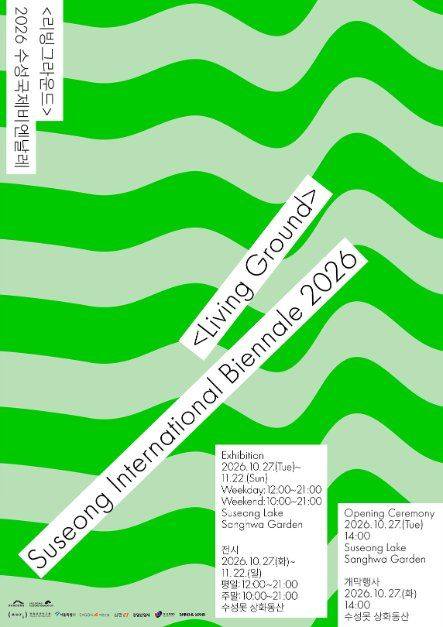 <리빙그라운드>
2026 수성국제비엔날레
<Living Ground>
Suseong International Biennale 2026
Exhibition
2026.10.27.(Tue)~
11.22.(Sun)
Weekday:12:00~21:00
Weekend:10:00~21:00
Suseong Lake
Sanghwa Garden
전시
2026.10.27.(화)~
11.22.(일)
평일:12:00~21:00
주말:10:00~21:00
수성못 상화동산
Opening Ceremony
2026.10.27.(Tue)
14:00
Suseong Lake
Sanghwa Garden
개막행사
2026.10.27.(화)
14:00
수성못 상화동산